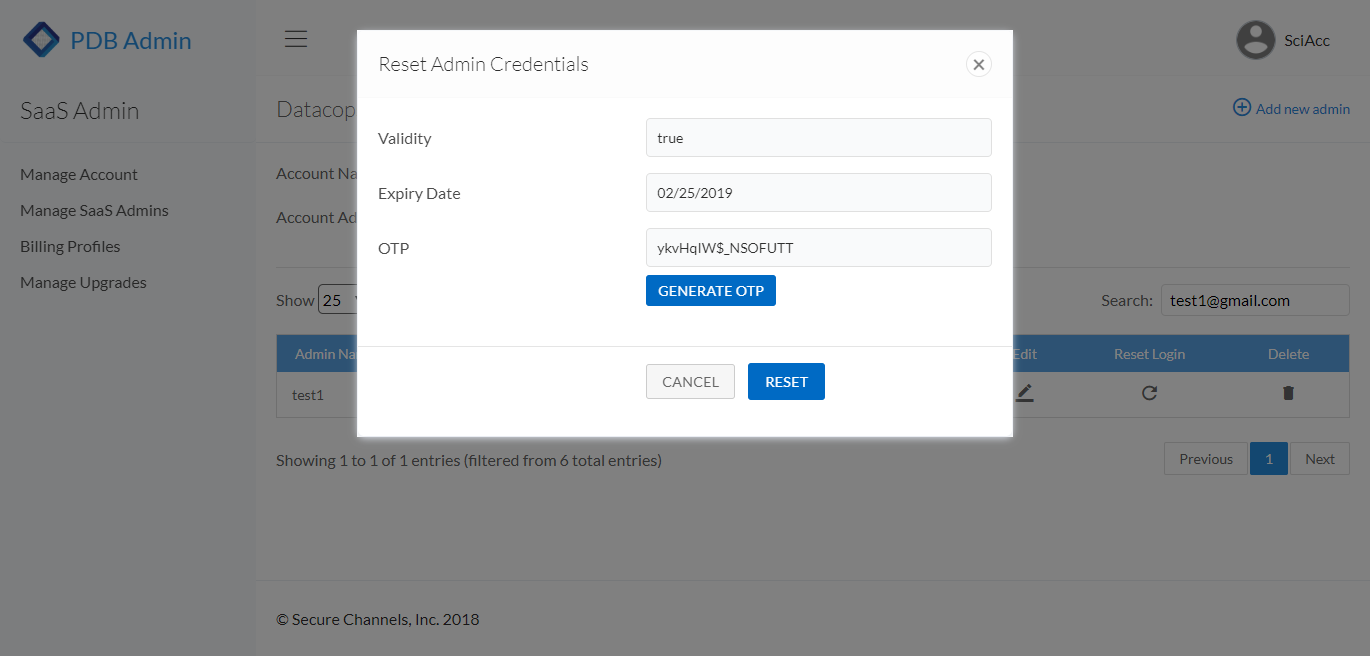 PDB Admin
SciAcc
SaaS Admin
Manage Account
Manage SaaS Admins
Billing Profiles
Manage Upgrades
Datacop
Add new admin
Account Na
Account Ad
Reset Admin Credentials
Validity
true
Expiry Date
02/25/2019
OTP
ykvHqIW$_NSOFUTT
GENERATE OTP
CANCEL RESET
Show 25
Search: test1@gmail.com
Admin Na Edit Reset Login Delete
test1
Showing 1 to 1 of 1 entries (filtered from 6 total entries)
Previous 1 Next
© Secure Channels, Inc. 2018